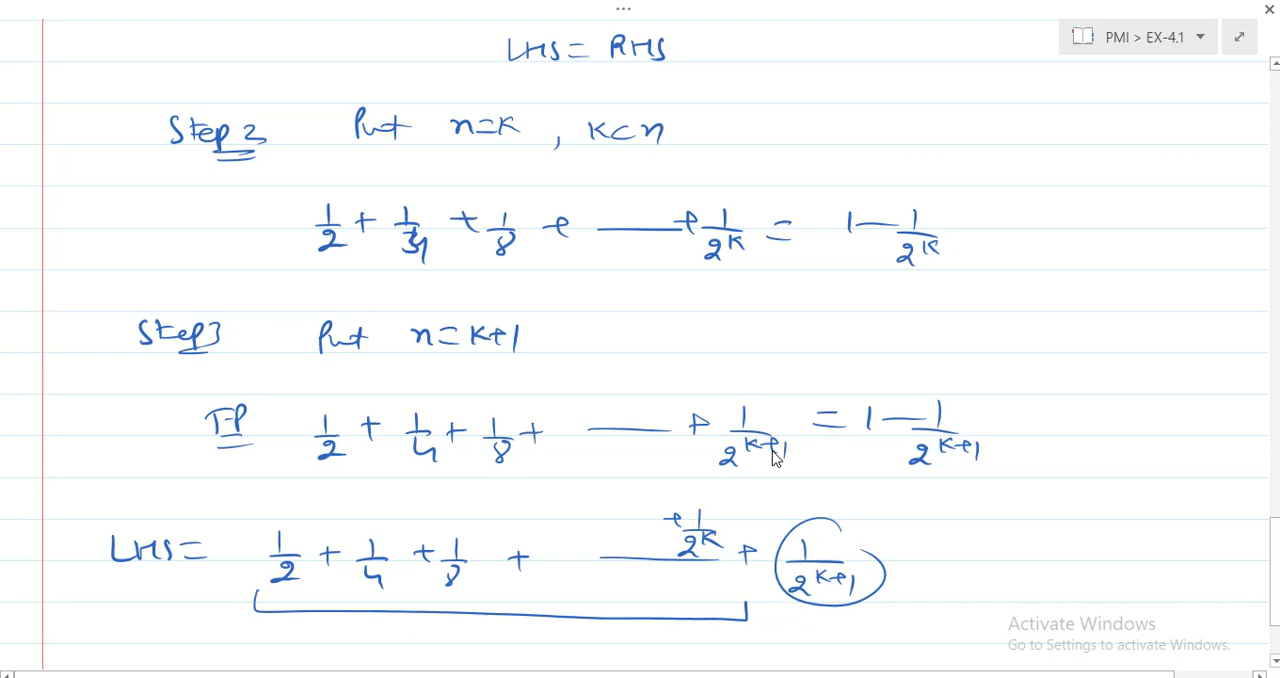 PMI > EX-4.1
LHS = RHS
Step 2 Put n=k , k<n
1/2 + 1/4 + 1/8 + —— + 1/2^k = 1 - 1/2^k
Step 3 Put n=k+1
T-P 1/2 + 1/4 + 1/8 + —— + 1/2^(k+1) = 1 - 1/2^(k+1)
LHS = 1/2 + 1/4 + 1/8 + —— + 1/2^k + 1/2^(k+1)
Activate Windows
Go to Settings to activate Windows.